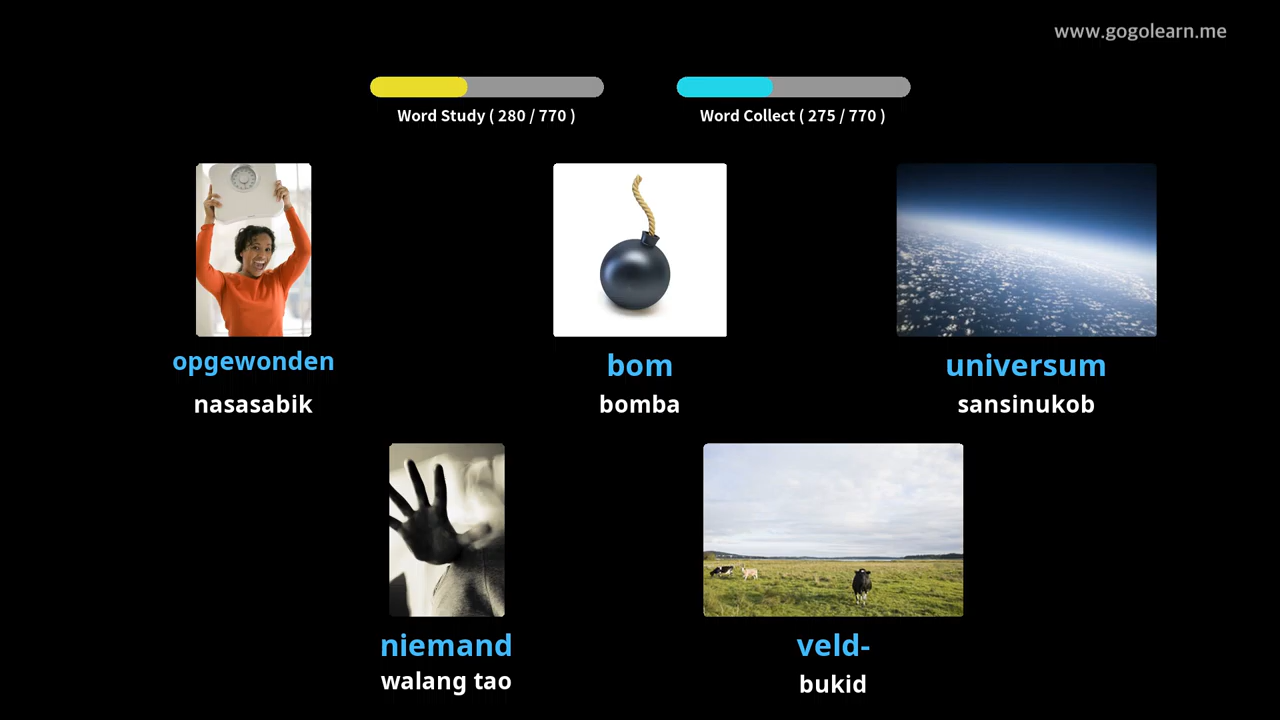 www.gogolearn.me
Word Study ( 280 / 770 )
Word Collect ( 275 / 770 )
opgewonden
nasasabik
bom
bomba
universum
sansinukob
niemand
walang tao
veld-
bukid